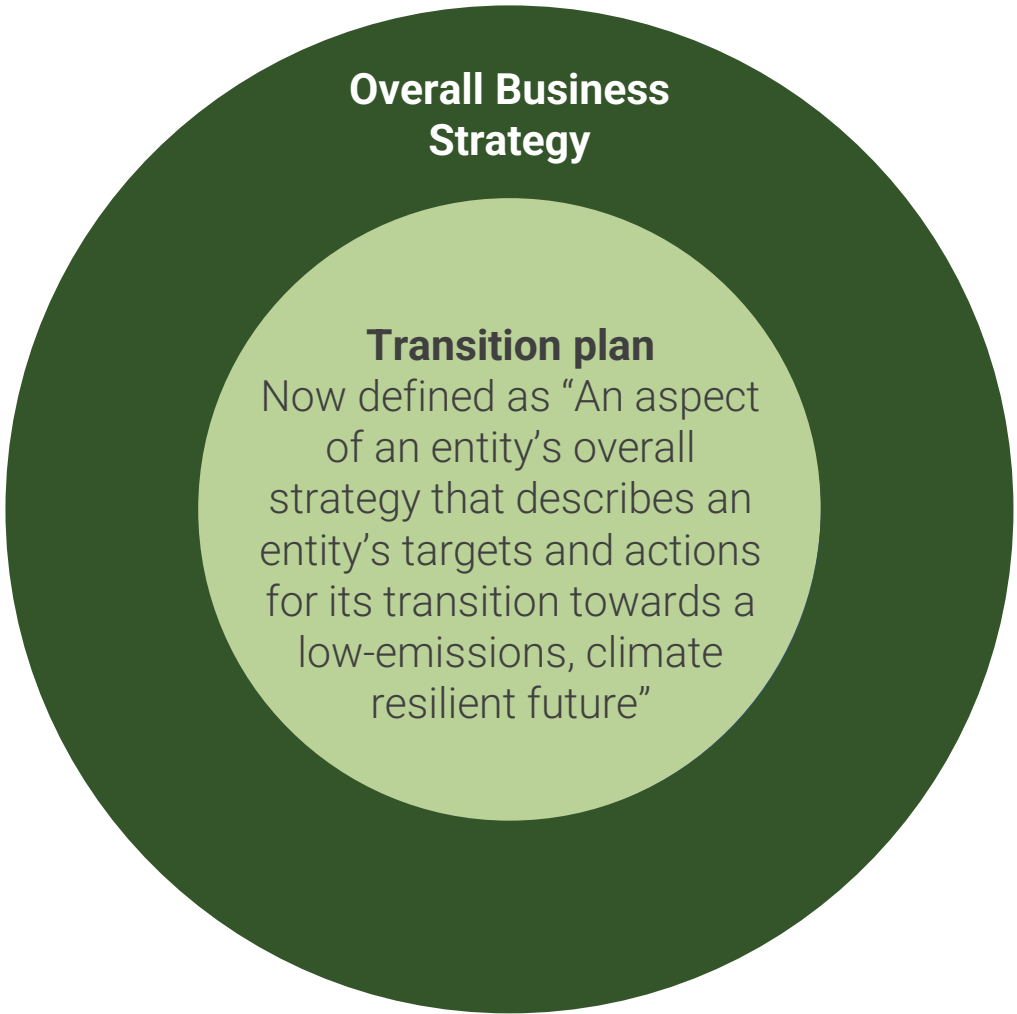 Overall Business
Strategy
Transition plan
Now defined as “An aspect
of an entity’s overall
strategy that describes an
entity’s targets and actions
for its transition towards a
low-emissions, climate
resilient future”